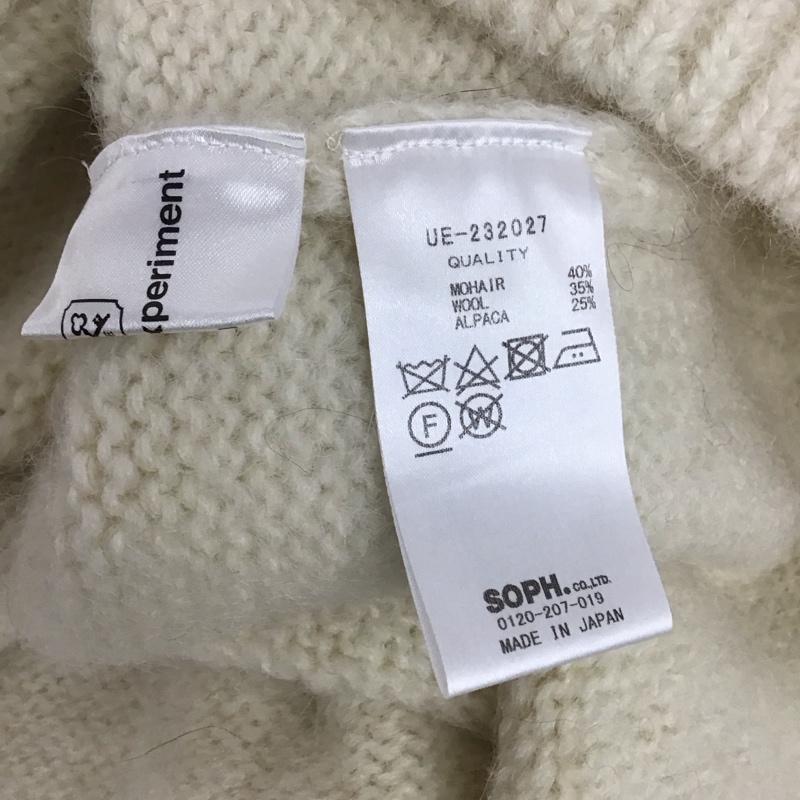 xperiment
UE-232027
QUALITY
MOHAIR 40%
WOOL 35%
ALPACA 25%
F
W
SOPH.CO.,LTD.
0120-207-019
MADE IN JAPAN